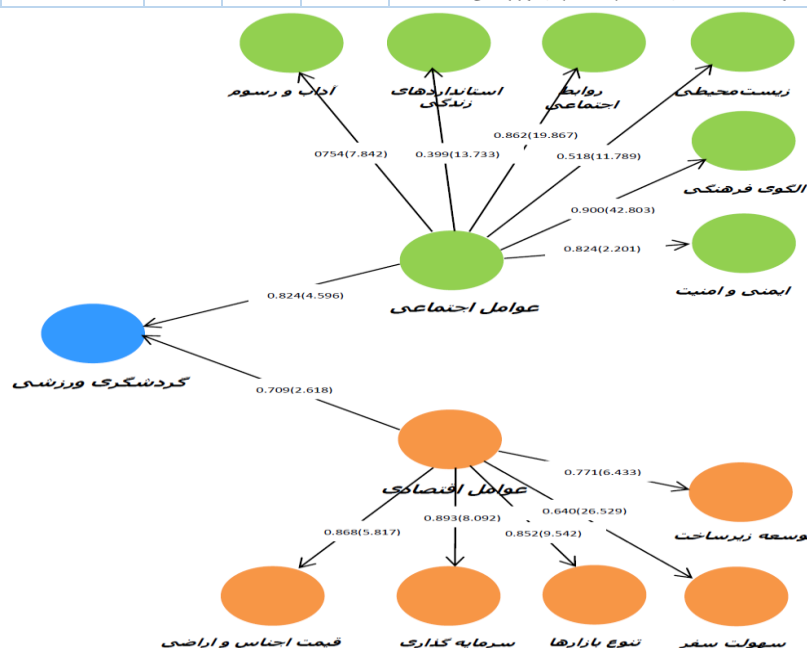 آداب و رسوم
استانداردهای
زندگی
روابط
اجتماعی
زیست‌محیطی
0.862(19.867)
0754(7.842)
0.399(13.733)
0.518(11.789)
الگوی فرهنگی
0.900(42.803)
0.824(2.201)
ایمنی و امنیت
0.824(4.596)
عوامل اجتماعی
گردشگری ورزشی
0.709(2.618)
0.771(6.433)
عوامل اقتصادی
0.640(26.529)
0.893(8.092)
0.868(5.817)
0.852(9.542)
وسعه زیرساخت
قیمت اجناس و اراضی
سرمایه گذاری
تنوع بازارها
سهولت سفر